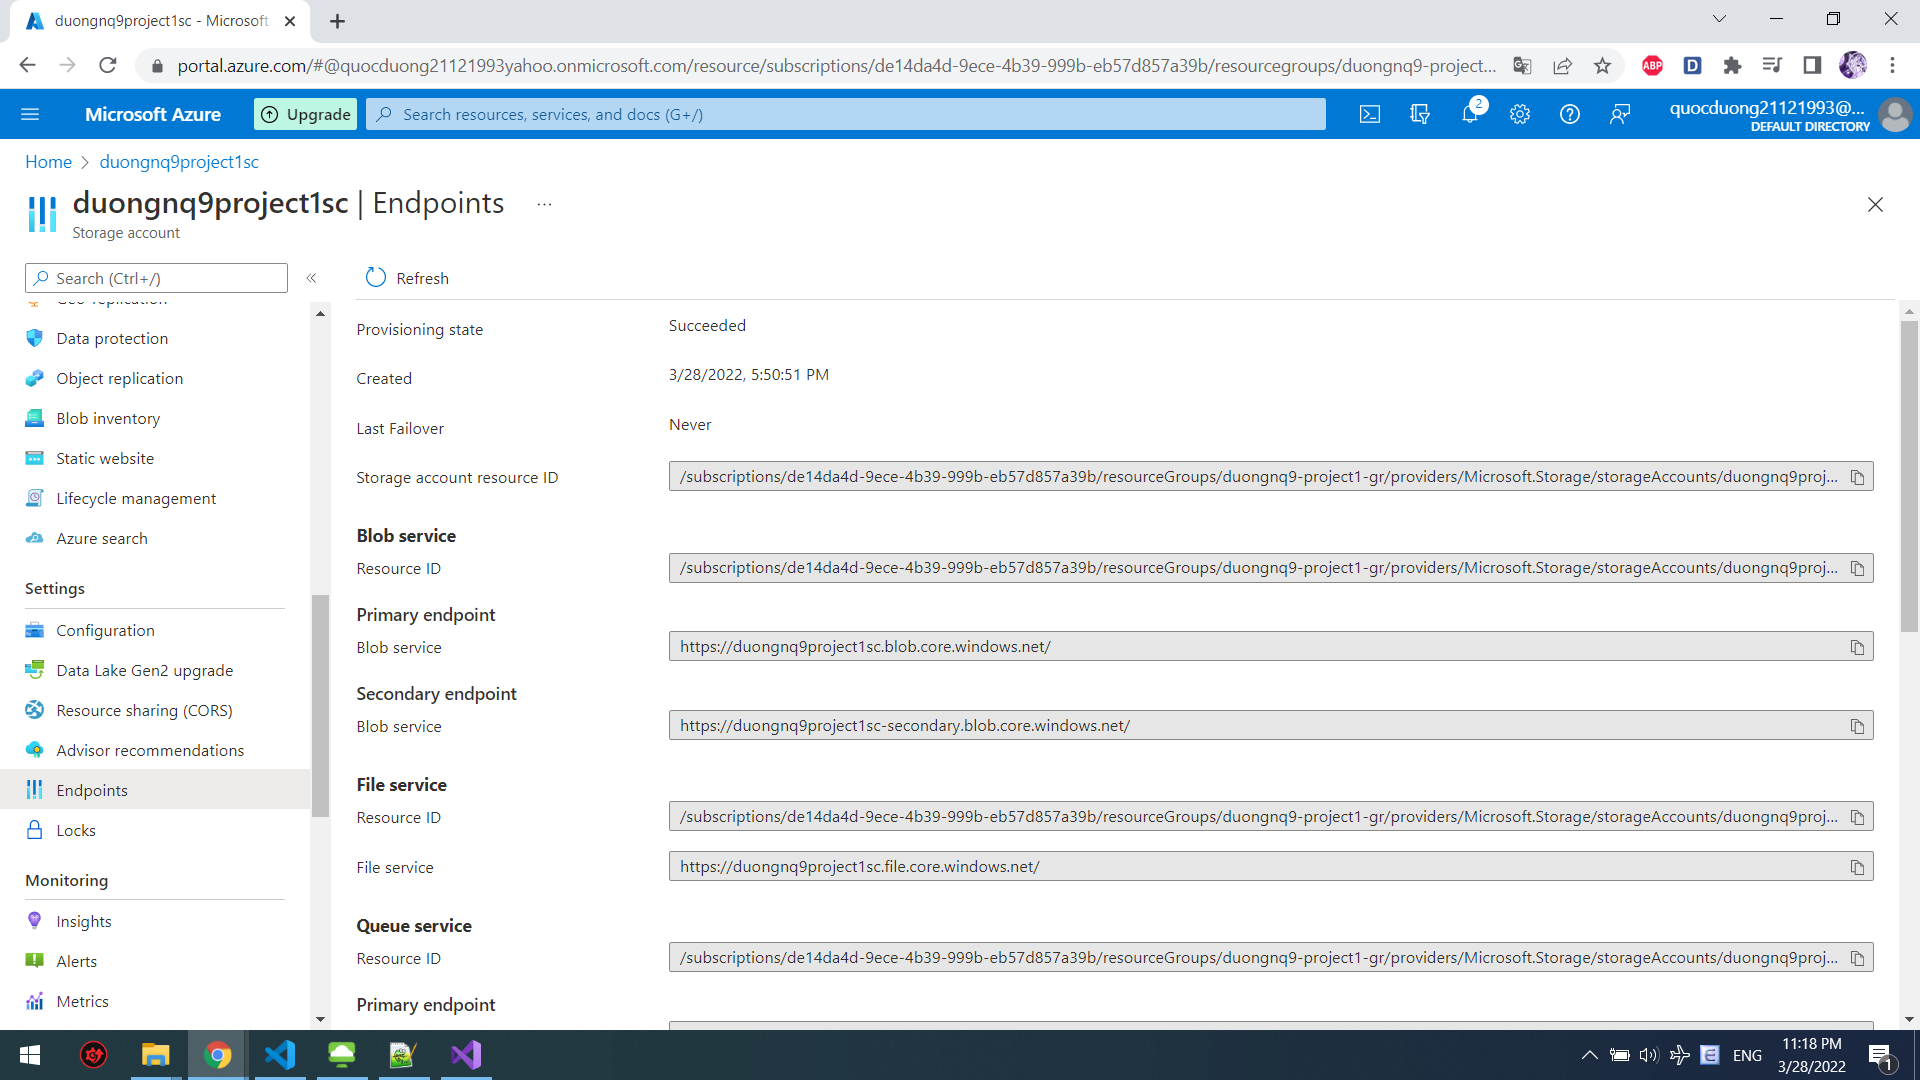 duongnq9project1sc - Microsoft
portal.azure.com/#@quocduong21121993yahoo.onmicrosoft.com/resource/subscriptions/de14da4d-9ece-4b39-999b-eb57d857a39b/resourcegroups/duongnq9-project...
ABP
D
Microsoft Azure
Upgrade
Search resources, services, and docs (G+/)
2
quocduong21121993@...
DEFAULT DIRECTORY
Home
duongnq9project1sc
duongnq9project1sc | Endpoints
...
Storage account
Search (Ctrl+/)
«
Geo-replication
Data protection
Object replication
Blob inventory
Static website
Lifecycle management
Azure search
Settings
Configuration
Data Lake Gen2 upgrade
Resource sharing (CORS)
Advisor recommendations
Endpoints
Locks
Monitoring
Insights
Alerts
Metrics
Refresh
Provisioning state
Succeeded
Created
3/28/2022, 5:50:51 PM
Last Failover
Never
Storage account resource ID
/subscriptions/de14da4d-9ece-4b39-999b-eb57d857a39b/resourceGroups/duongnq9-project1-gr/providers/Microsoft.Storage/storageAccounts/duongnq9proj...
Blob service
Resource ID
/subscriptions/de14da4d-9ece-4b39-999b-eb57d857a39b/resourceGroups/duongnq9-project1-gr/providers/Microsoft.Storage/storageAccounts/duongnq9proj...
Primary endpoint
Blob service
https://duongnq9project1sc.blob.core.windows.net/
Secondary endpoint
Blob service
https://duongnq9project1sc-secondary.blob.core.windows.net/
File service
Resource ID
/subscriptions/de14da4d-9ece-4b39-999b-eb57d857a39b/resourceGroups/duongnq9-project1-gr/providers/Microsoft.Storage/storageAccounts/duongnq9proj...
File service
https://duongnq9project1sc.file.core.windows.net/
Queue service
Resource ID
/subscriptions/de14da4d-9ece-4b39-999b-eb57d857a39b/resourceGroups/duongnq9-project1-gr/providers/Microsoft.Storage/storageAccounts/duongnq9proj...
Primary endpoint
E
ENG
11:18 PM
3/28/2022
1